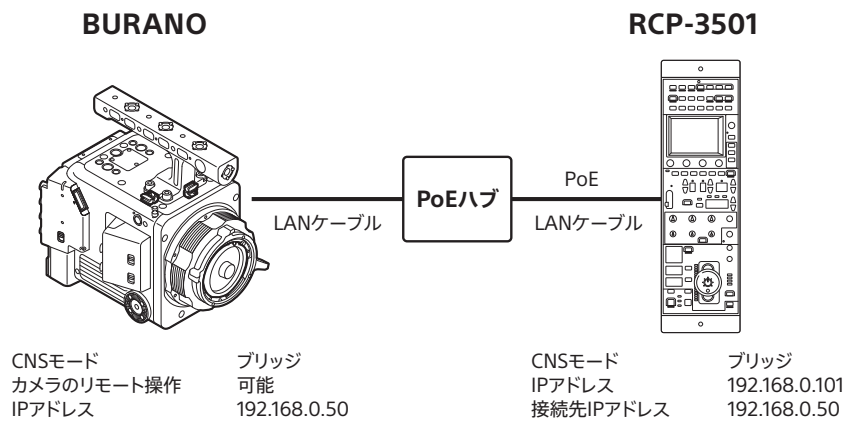 BURANO
RCP-3501
PoEハブ
PoE
LANケーブル
LANケーブル
CNSモード ブリッジ
カメラのリモート操作 可能
IPアドレス 192.168.0.50
CNSモード ブリッジ
IPアドレス 192.168.0.101
接続先IPアドレス 192.168.0.50